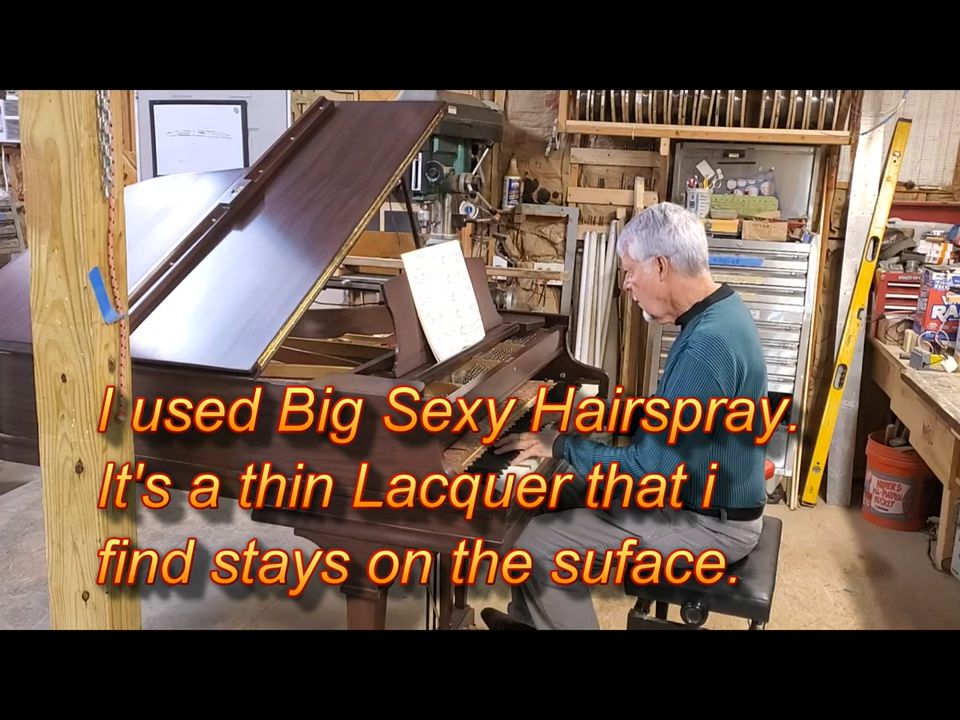 I used Big Sexy Hairspray.
It's a thin Lacquer that i
find stays on the suface.